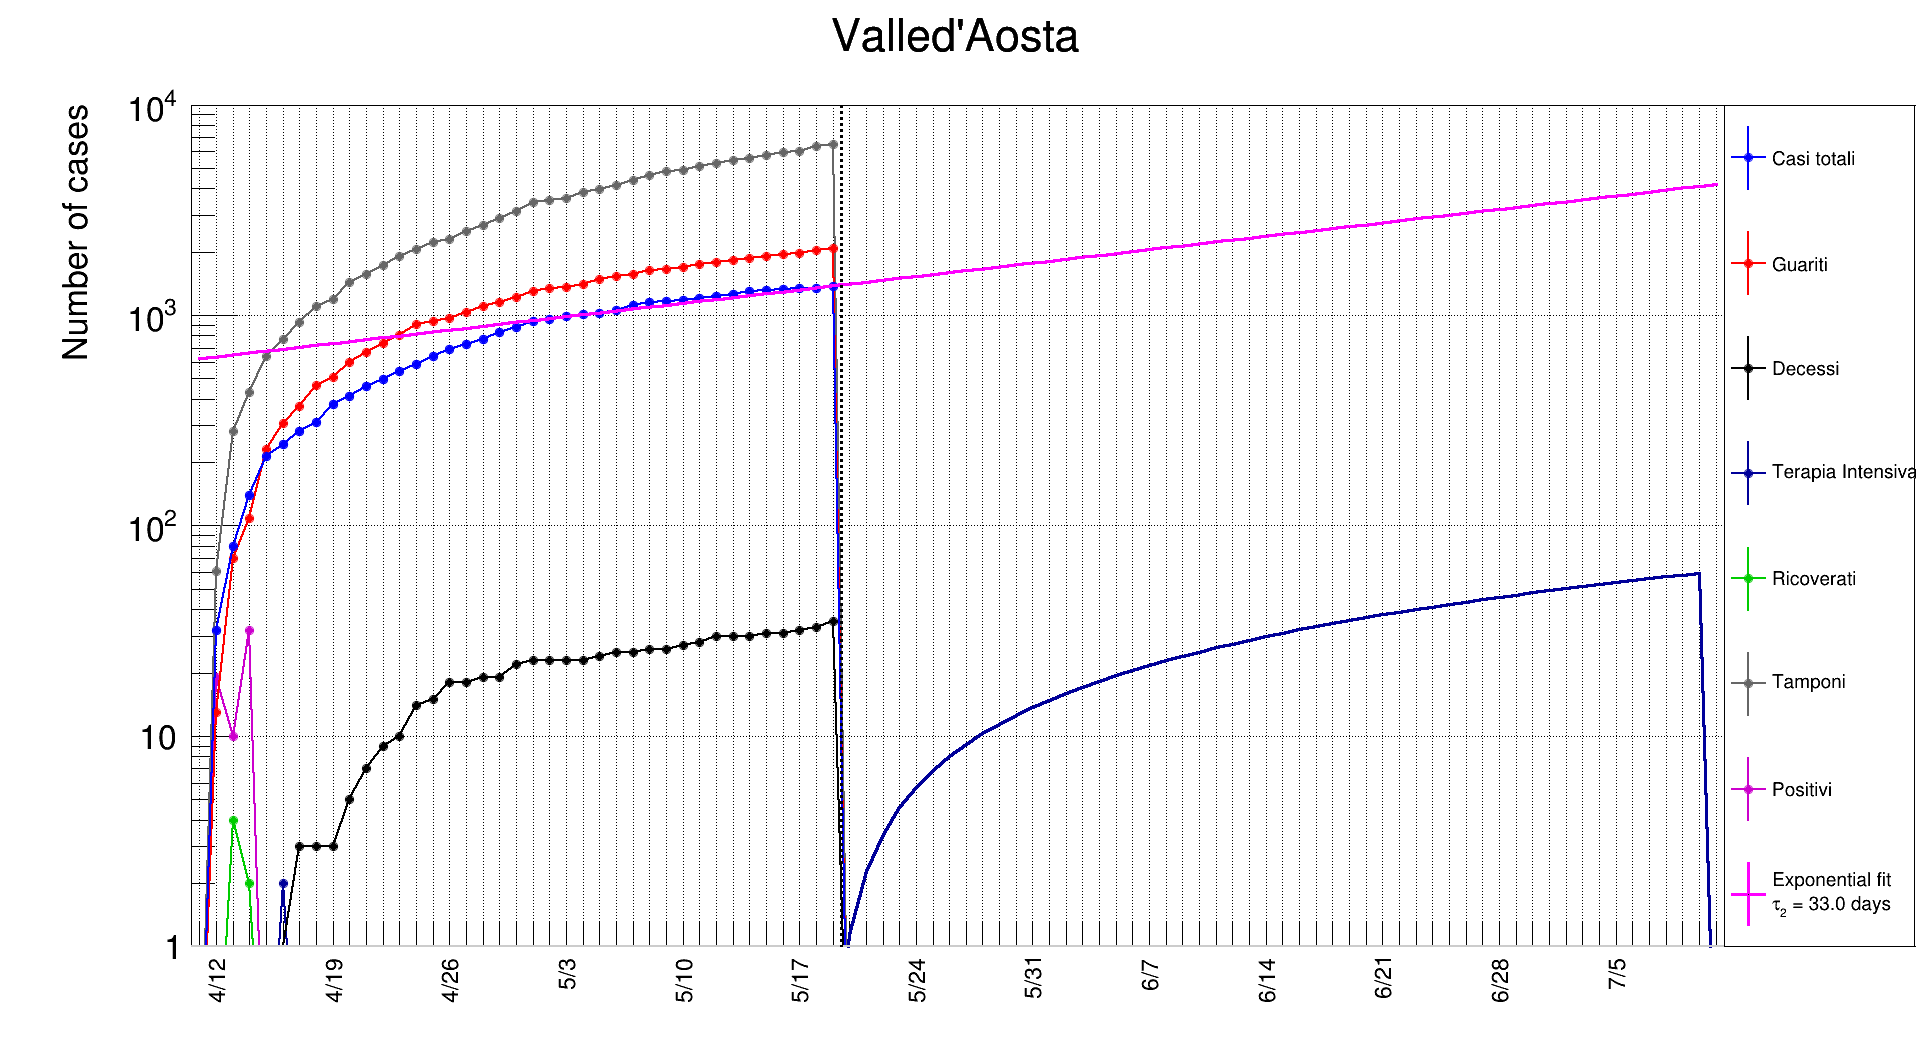 Valled'Aosta
Number of cases
10^4
10^3
10^2
10
1
4/12
4/19
4/26
5/3
5/10
5/17
5/24
5/31
6/7
6/14
6/21
6/28
7/5
Casi totali
Guariti
Decessi
Terapia Intensiva
Ricoverati
Tamponi
Positivi
Exponential fit
τ_2 = 33.0 days